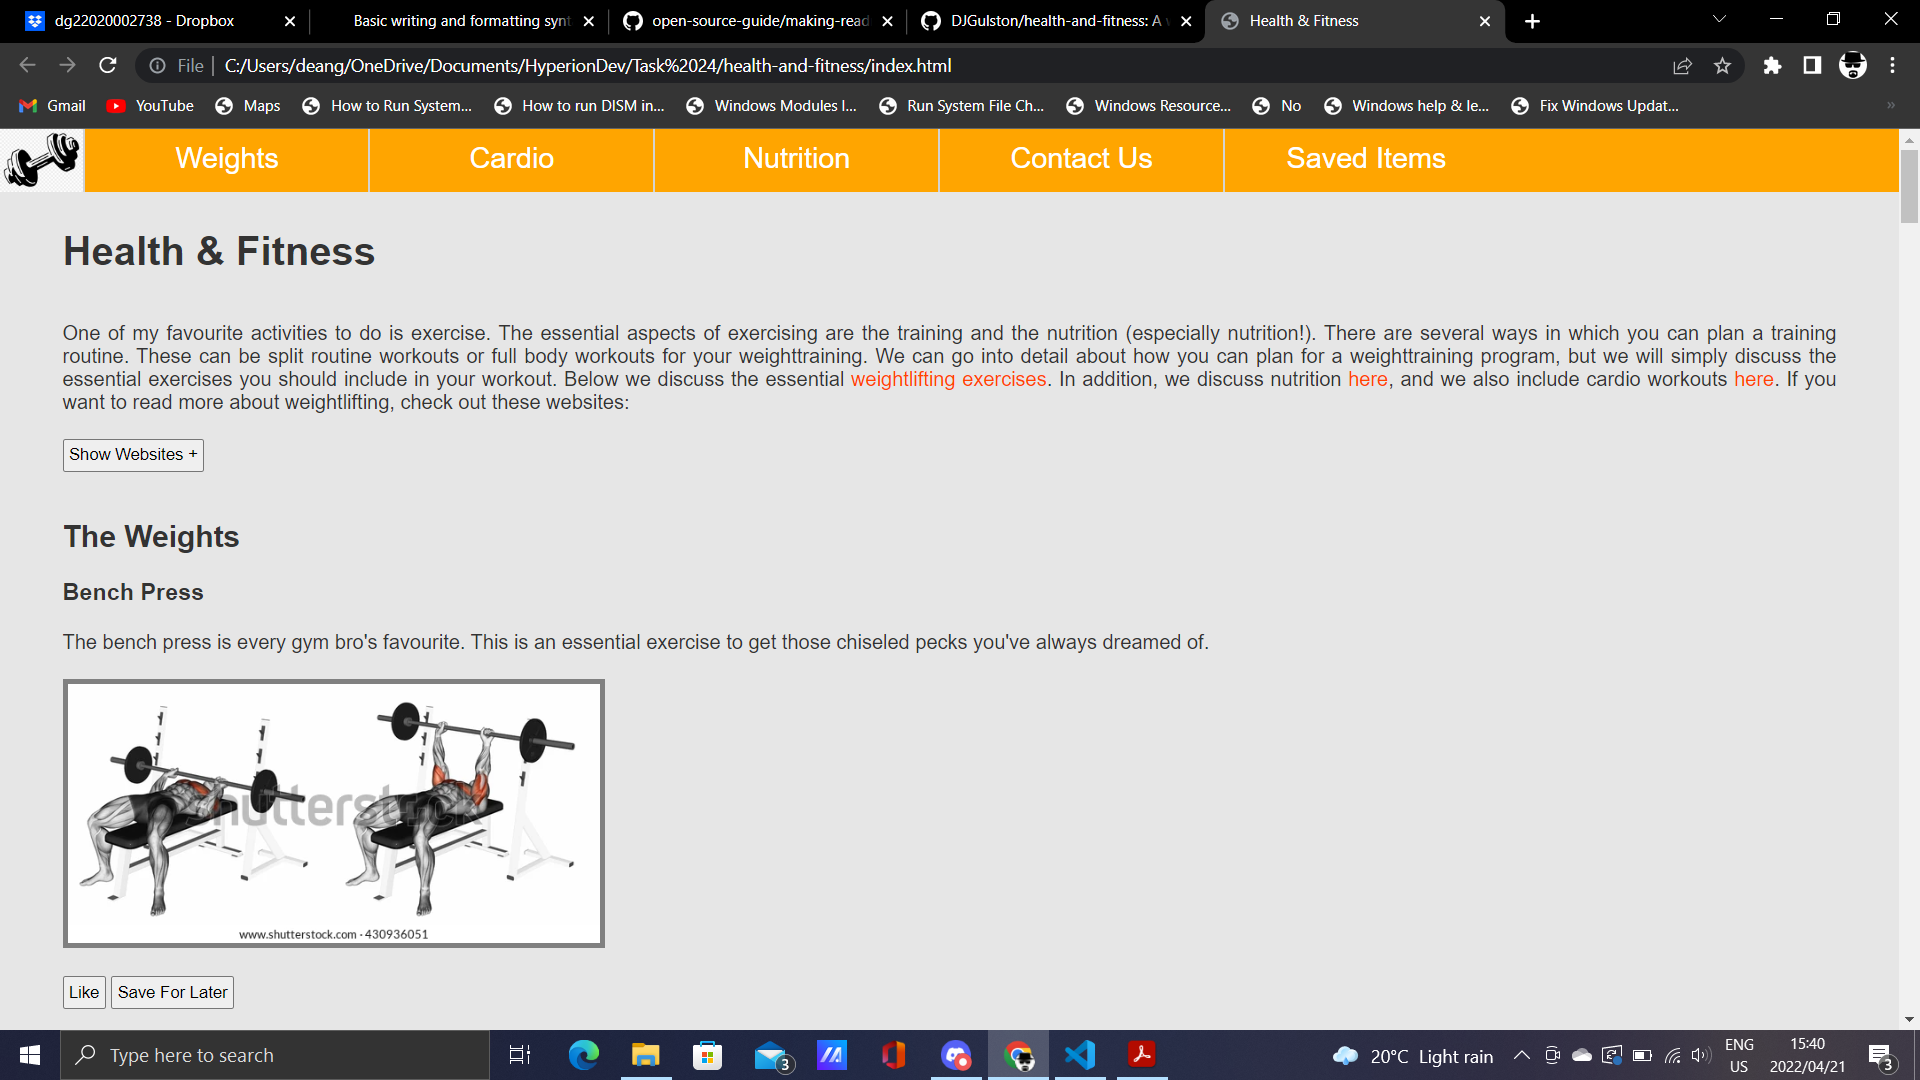 dg22020002738 - Dropbox
Basic writing and formatting synt
open-source-guide/making-read
DJGulston/health-and-fitness: A w
Health & Fitness
File
C:/Users/deang/OneDrive/Documents/HyperionDev/Task%2024/health-and-fitness/index.html
Gmail
YouTube
Maps
How to Run System...
How to run DISM in...
Windows Modules I...
Run System File Ch...
Windows Resource...
No
Windows help & le...
Fix Windows Updat...
Weights
Cardio
Nutrition
Contact Us
Saved Items
Health & Fitness
One of my favourite activities to do is exercise. The essential aspects of exercising are the training and the nutrition (especially nutrition!). There are several ways in which you can plan a training
routine. These can be split routine workouts or full body workouts for your weighttraining. We can go into detail about how you can plan for a weighttraining program, but we will simply discuss the
essential exercises you should include in your workout. Below we discuss the essential weightlifting exercises. In addition, we discuss nutrition here, and we also include cardio workouts here. If you
want to read more about weightlifting, check out these websites:
Show Websites +
The Weights
Bench Press
The bench press is every gym bro's favourite. This is an essential exercise to get those chiseled pecks you've always dreamed of.
shutterstock
www.shutterstock.com · 430936051
Like
Save For Later
Type here to search
3
20°C Light rain
ENG
US
15:40
2022/04/21
3